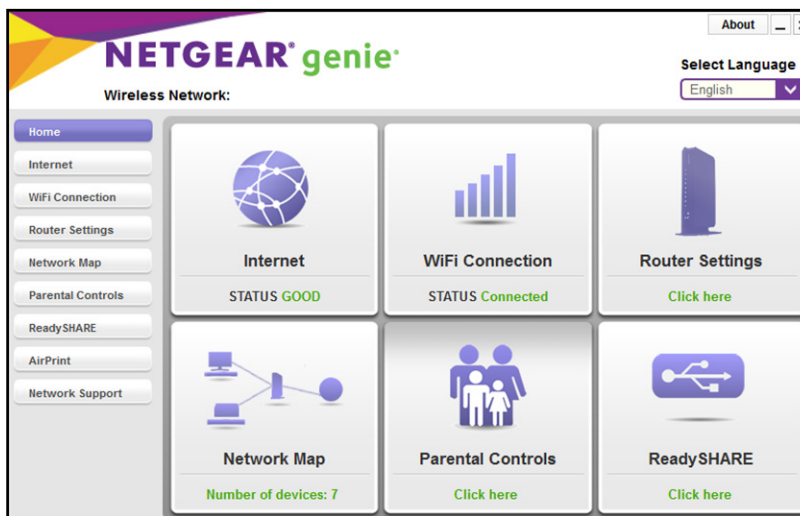 About
NETGEAR® genie®
Select Language
English
Wireless Network:
Home
Internet
WiFi Connection
Router Settings
Network Map
Parental Controls
ReadySHARE
AirPrint
Network Support
Internet
STATUS GOOD
WiFi Connection
STATUS Connected
Router Settings
Click here
Network Map
Number of devices: 7
Parental Controls
Click here
ReadySHARE
Click here